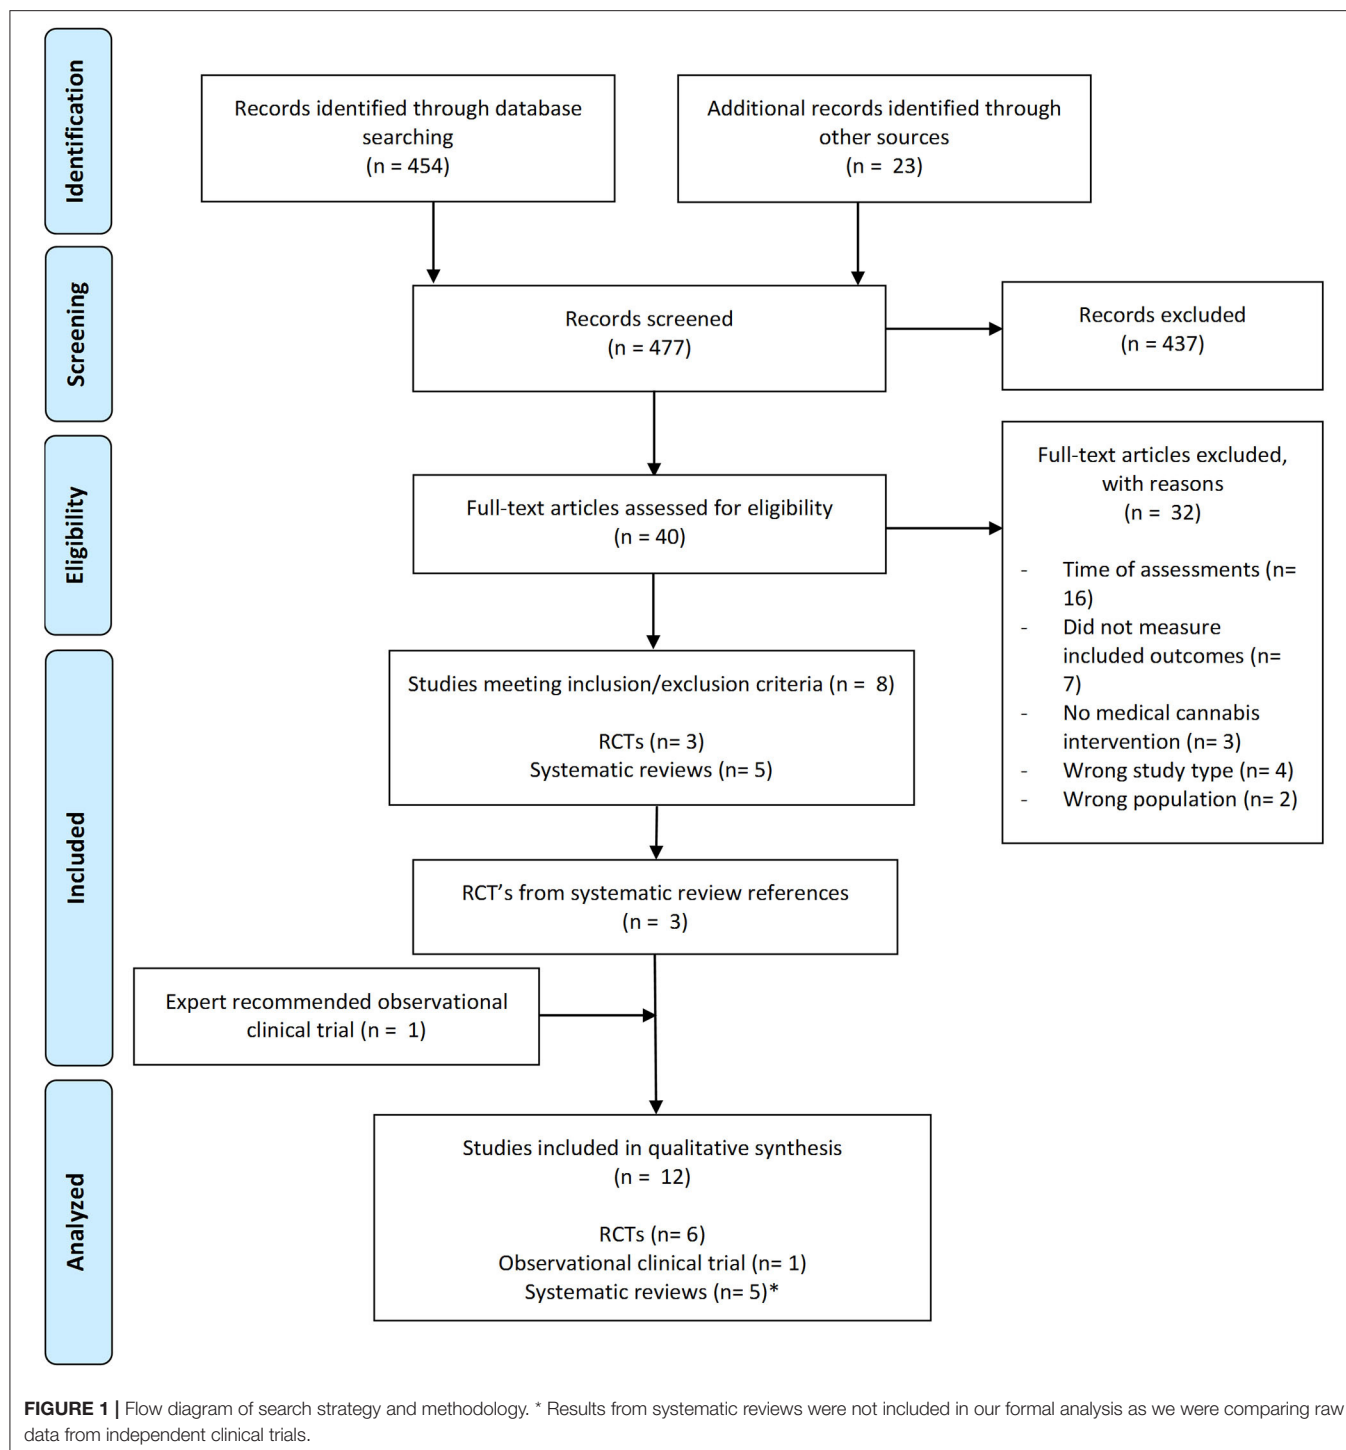 Identification
Records identified through database
searching
(n = 454)
Additional records identified through
other sources
(n = 23)
Screening
Records screened
(n = 477)
Records excluded
(n = 437)
Eligibility
Full-text articles assessed for eligibility
(n = 40)
Full-text articles excluded,
with reasons
(n = 32)
- Time of assessments (n=
16)
- Did not measure
included outcomes (n=
7)
- No medical cannabis
intervention (n= 3)
- Wrong study type (n= 4)
- Wrong population (n= 2)
Included
Studies meeting inclusion/exclusion criteria (n = 8)
RCTs (n= 3)
Systematic reviews (n= 5)
RCT's from systematic review references
(n = 3)
Expert recommended observational
clinical trial (n = 1)
Analyzed
Studies included in qualitative synthesis
(n = 12)
RCTs (n= 6)
Observational clinical trial (n= 1)
Systematic reviews (n= 5)*
FIGURE 1 | Flow diagram of search strategy and methodology. * Results from systematic reviews were not included in our formal analysis as we were comparing raw
data from independent clinical trials.